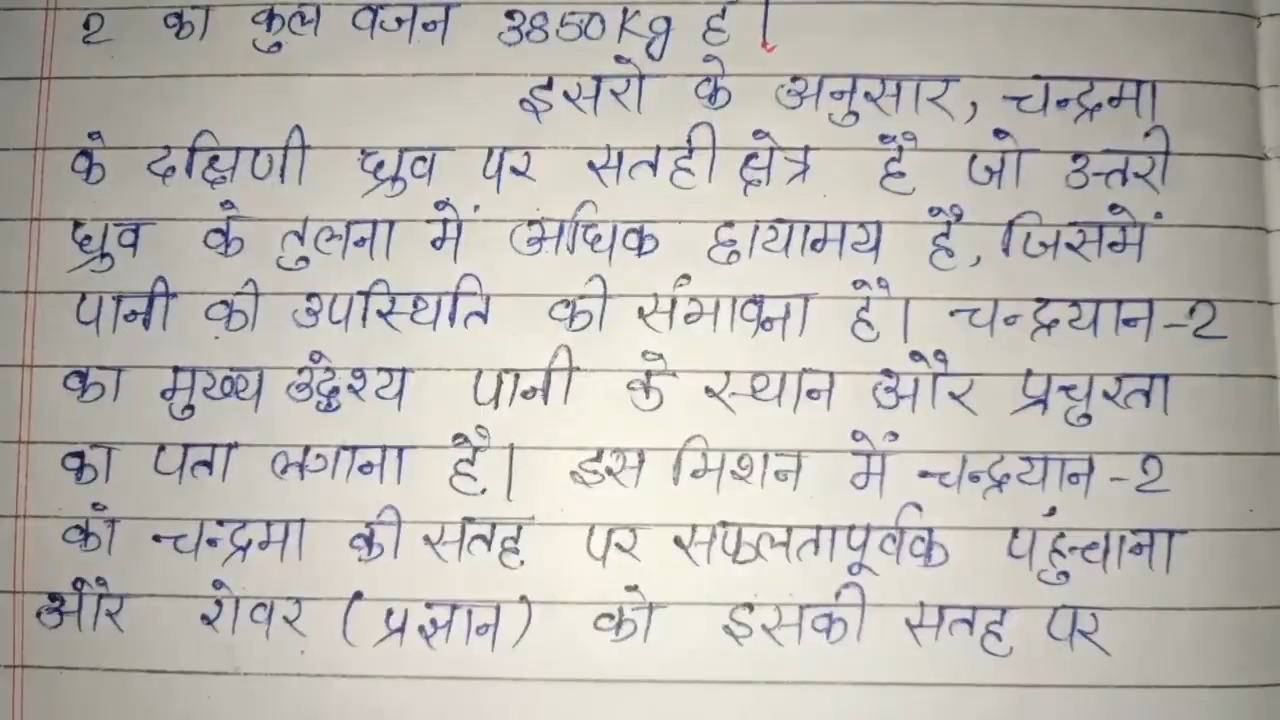 2 का कुल वजन 3850Kg है।
इसरो के अनुसार, चन्द्रमा
के दक्षिणी ध्रुव पर सतही क्षेत्र है जो उत्तरी
ध्रुव के तुलना में अधिक छायामय है, जिसमें
पानी की उपस्थिति की संभावना है। चन्द्रयान-2
का मुख्य उद्देश्य पानी के स्थान और प्रचुरता
का पता लगाना है। इस मिशन में चन्द्रयान-2
को चन्द्रमा की सतह पर सफलतापूर्वक पहुंचाना
और रोवर (प्रज्ञान) को इसकी सतह पर